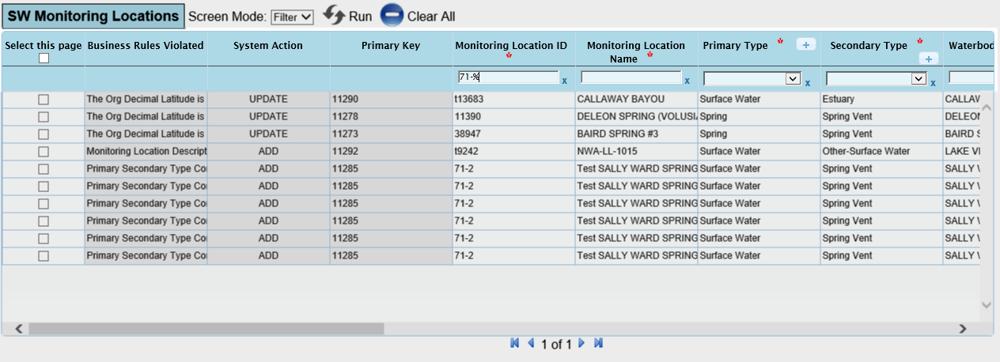 SW Monitoring Locations Screen Mode: Filter Run Clear All
Select this page Business Rules Violated System Action Primary Key Monitoring Location ID * Monitoring Location Name * Primary Type * + Secondary Type * + Waterbod
71-% x x x x
The Org Decimal Latitude is UPDATE 11290 t13683 CALLAWAY BAYOU Surface Water Estuary CALLAW
The Org Decimal Latitude is UPDATE 11278 11390 DELEON SPRING (VOLUSI Spring Spring Vent DELEON
The Org Decimal Latitude is UPDATE 11273 38947 BAIRD SPRING #3 Spring Spring Vent BAIRD S
Monitoring Location Descript ADD 11292 t9242 NWA-LL-1015 Surface Water Other-Surface Water LAKE VI
Primary Secondary Type Co ADD 11285 71-2 Test SALLY WARD SPRING Surface Water Spring Vent SALLY W
Primary Secondary Type Co ADD 11285 71-2 Test SALLY WARD SPRING Surface Water Spring Vent SALLY W
Primary Secondary Type Co ADD 11285 71-2 Test SALLY WARD SPRING Surface Water Spring Vent SALLY W
Primary Secondary Type Co ADD 11285 71-2 Test SALLY WARD SPRING Surface Water Spring Vent SALLY W
Primary Secondary Type Co ADD 11285 71-2 Test SALLY WARD SPRING Surface Water Spring Vent SALLY W
Primary Secondary Type Co ADD 11285 71-2 Test SALLY WARD SPRING Surface Water Spring Vent SALLY W
1 of 1